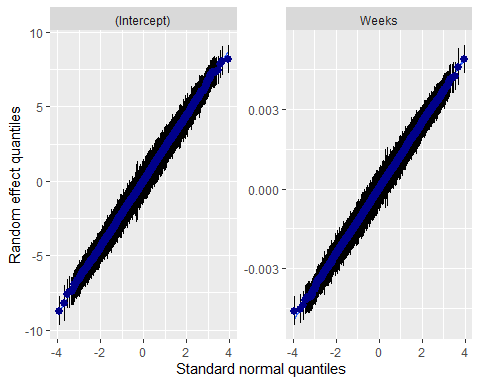 (Intercept) Weeks
Random effect quantiles
10
5
0
-5
-10
0.003
0.000
-0.003
-4 -2 0 2 4 -4 -2 0 2 4
Standard normal quantiles